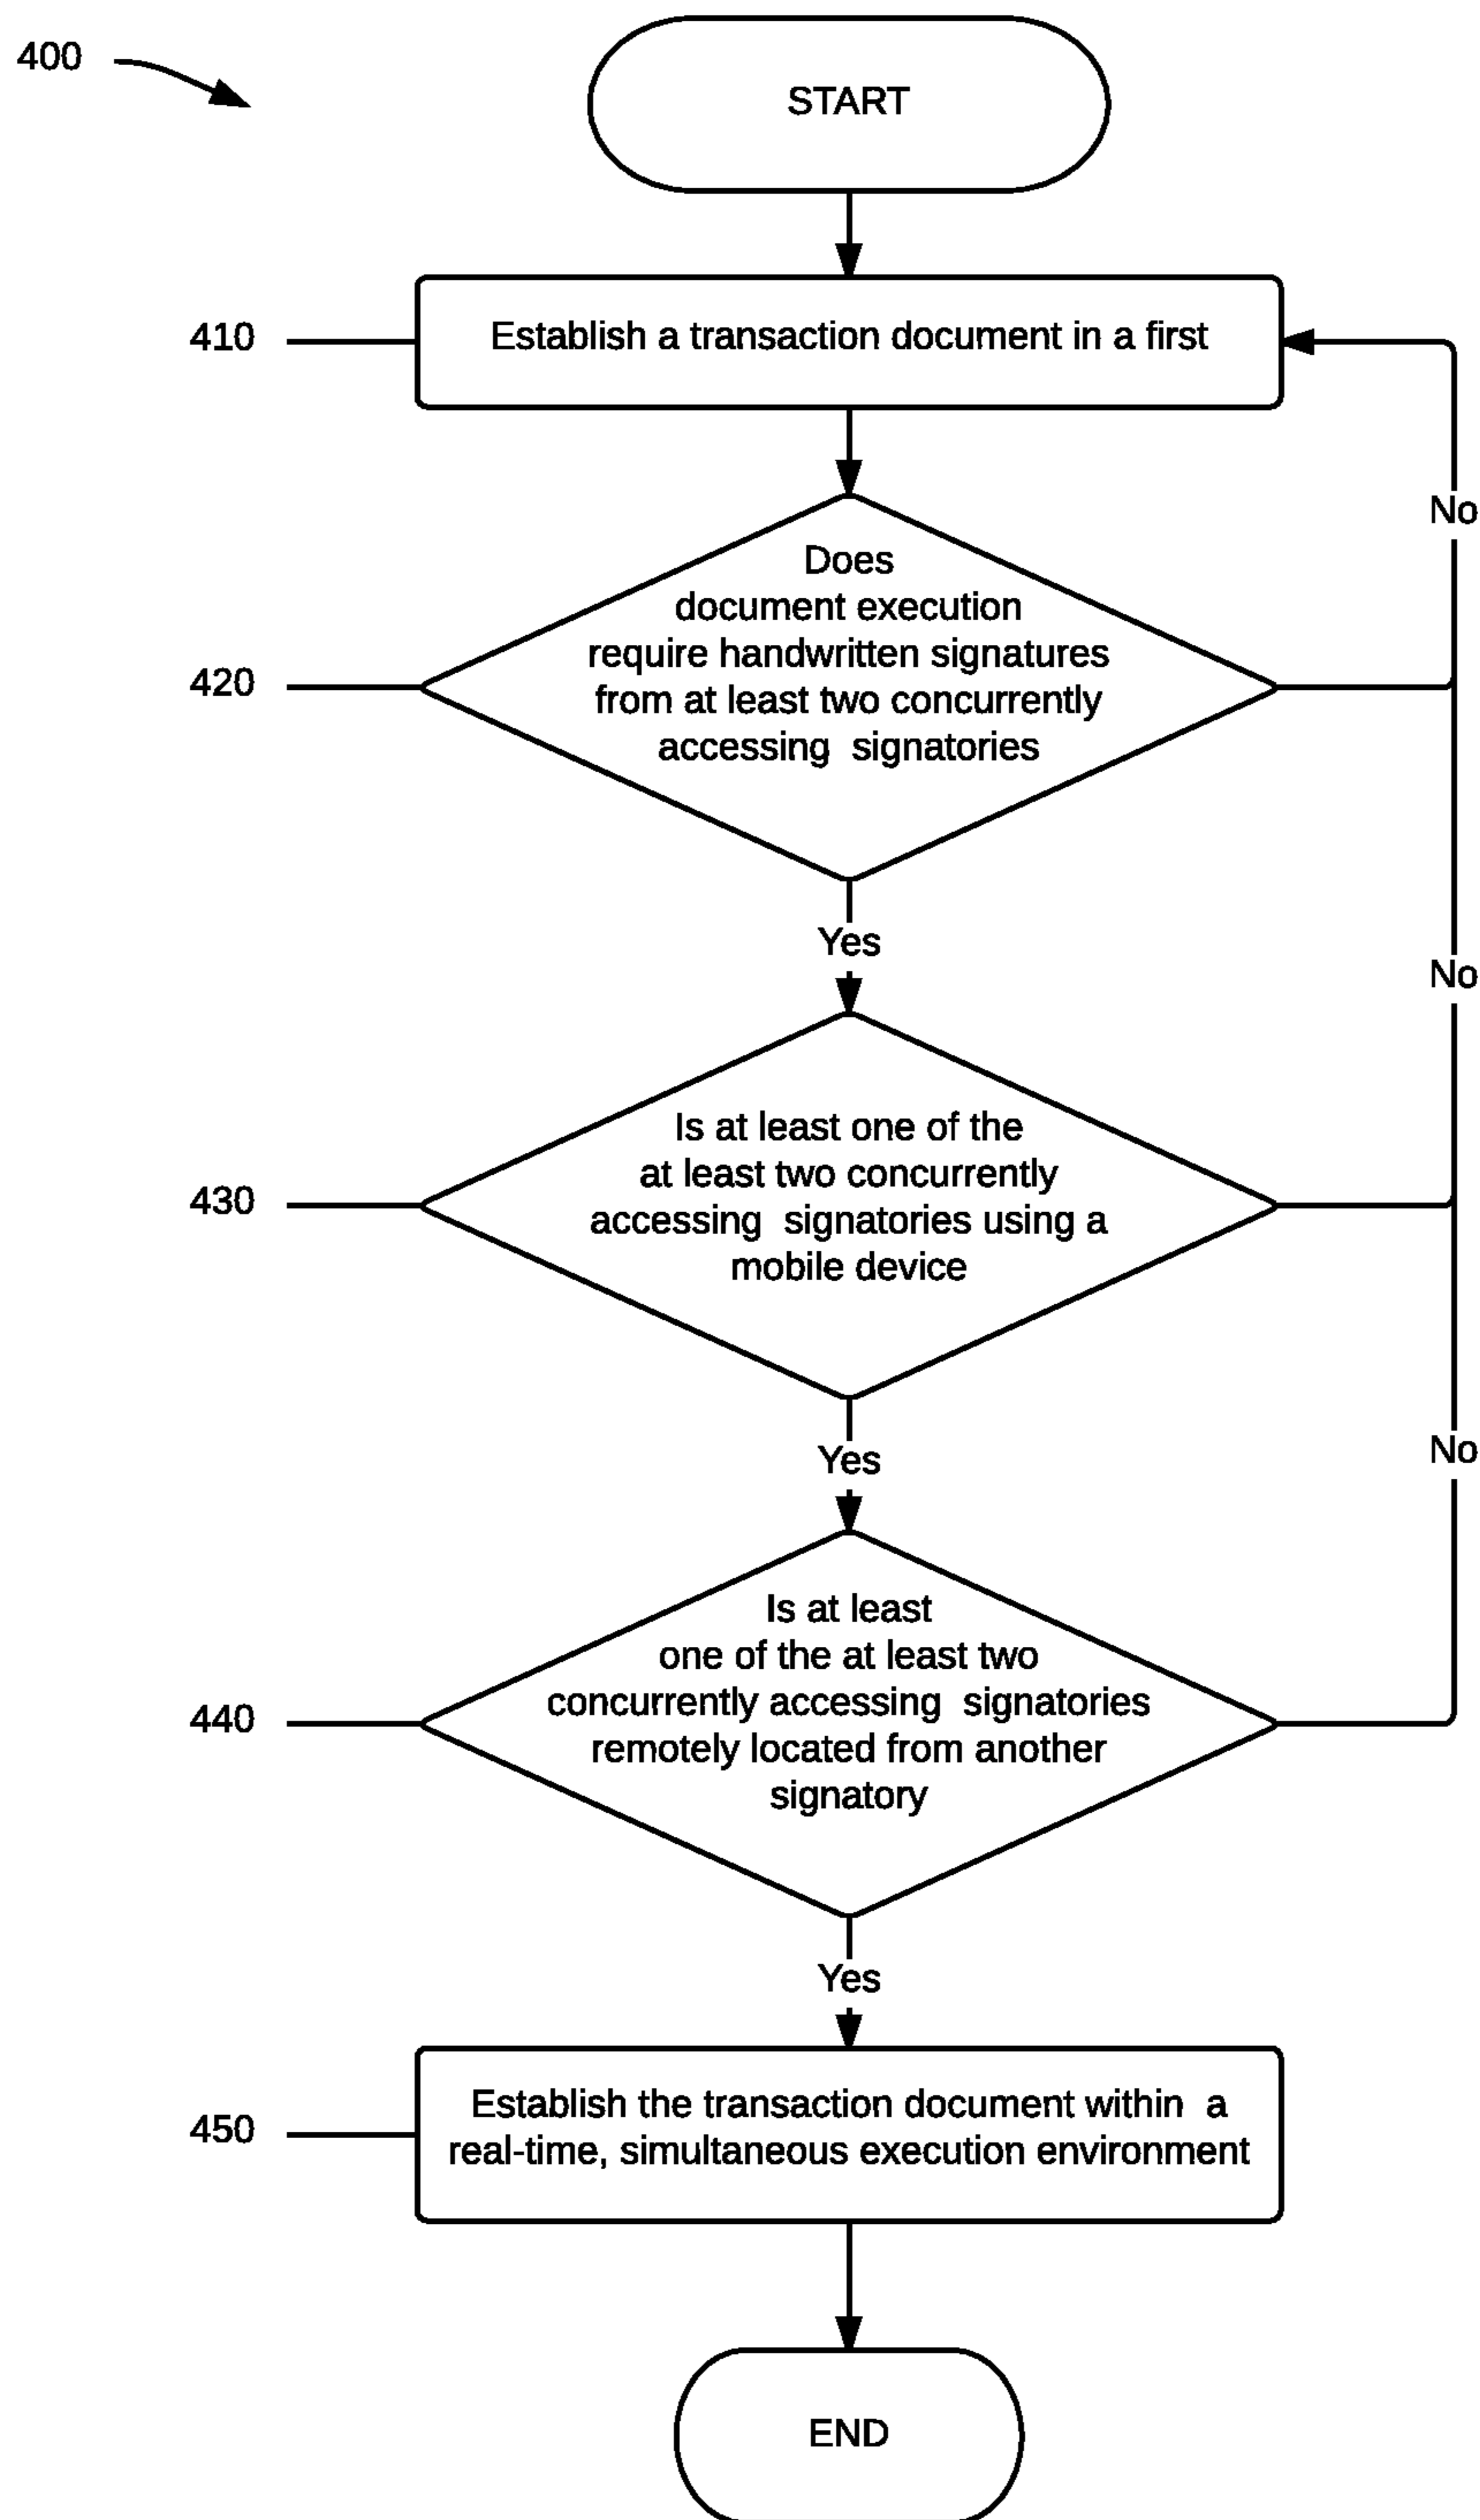 400
START
410
Establish a transaction document in a first
No
Does
document execution
require handwritten signatures
from at least two concurrently
accessing  signatories
420
Yes
No
Is at least one of the
at least two concurrently
accessing  signatories using a
mobile device
430
Yes
No
Is at least
one of the at least two
concurrently accessing  signatories
remotely located from another
signatory
440
Yes
Establish the transaction document within  a
real-time, simultaneous execution environment
450
END